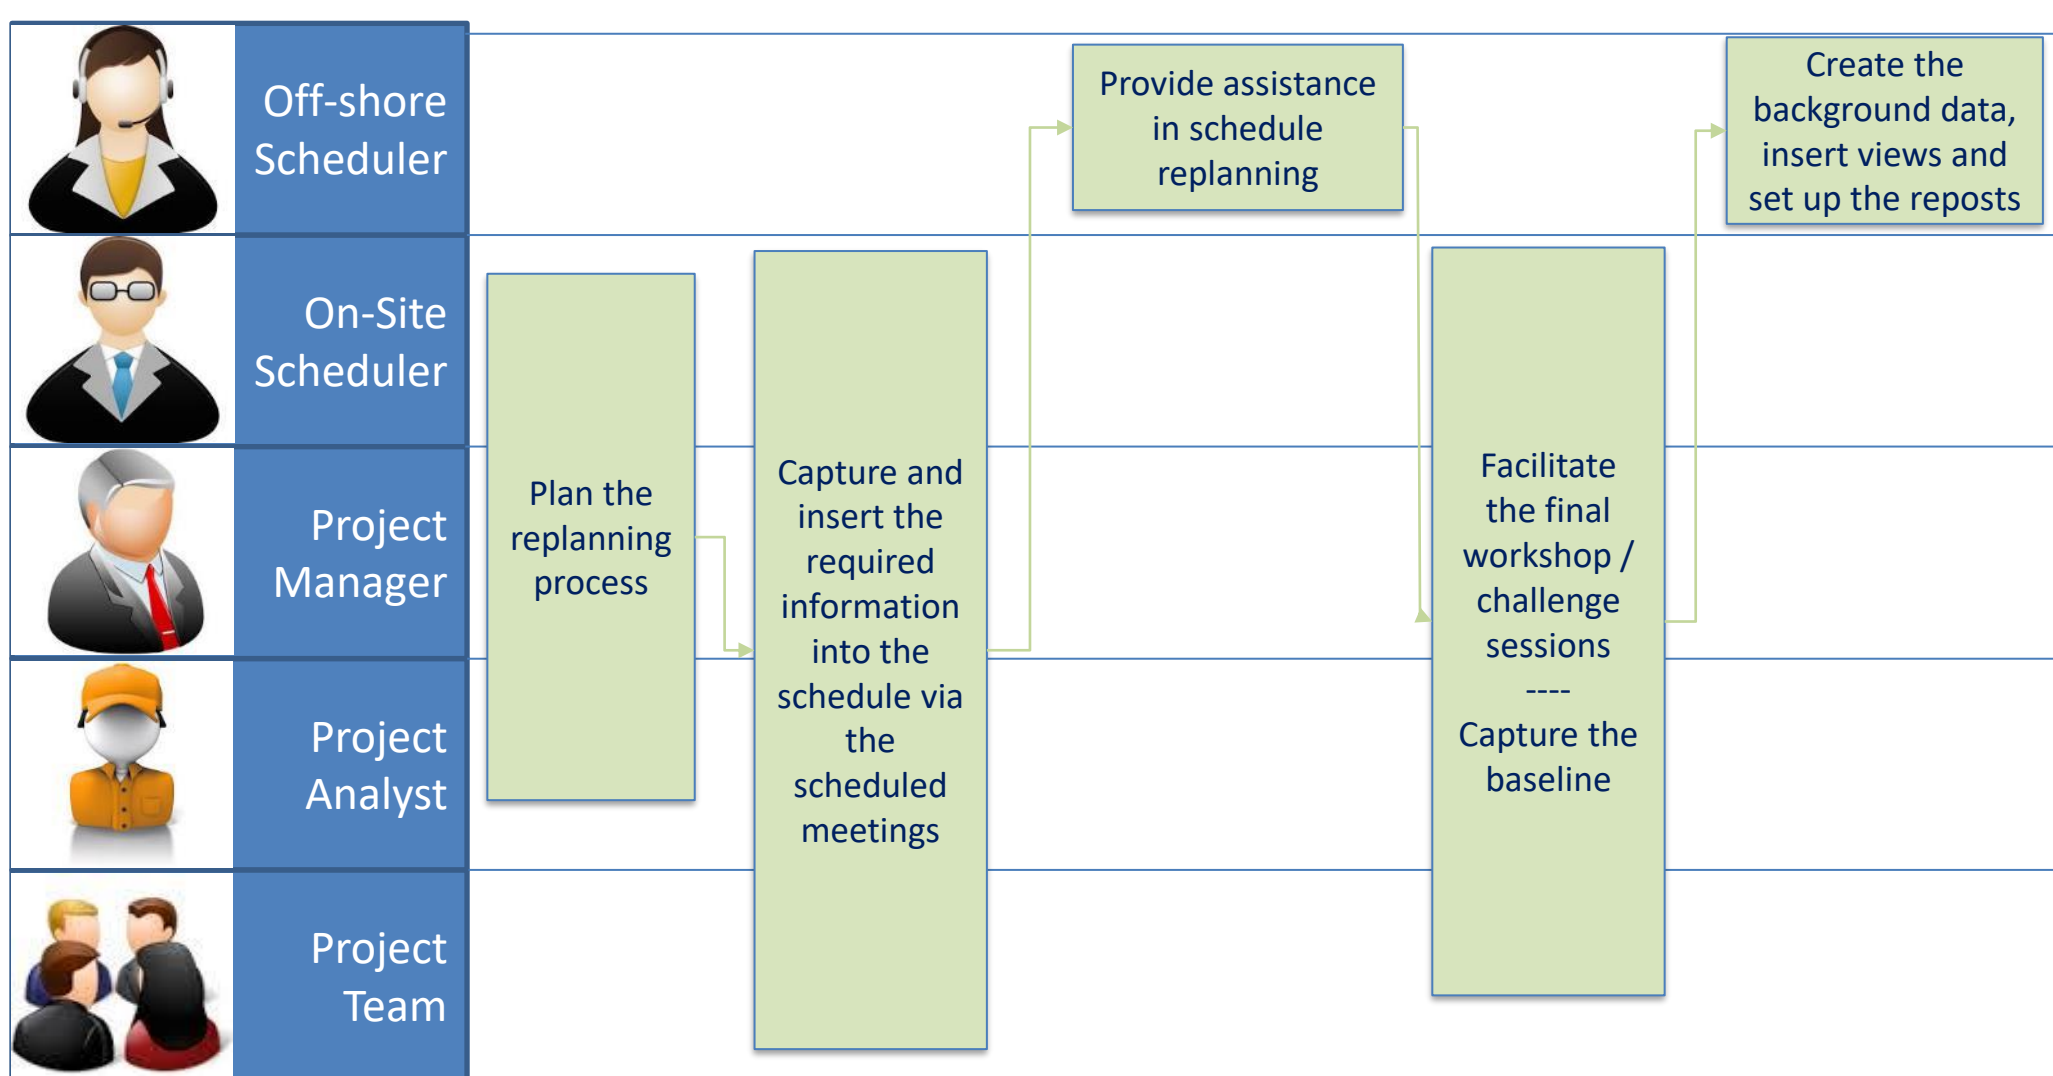 Off-shore
Scheduler
Provide assistance
in schedule
replanning
Create the
background data,
insert views and
set up the reposts
On-Site
Scheduler
Project
Manager
Plan the
replanning
process
Capture and
insert the
required
information
into the
schedule via
the
scheduled
meetings
Facilitate
the final
workshop /
challenge
sessions
----
Capture the
baseline
Project
Analyst
Project
Team